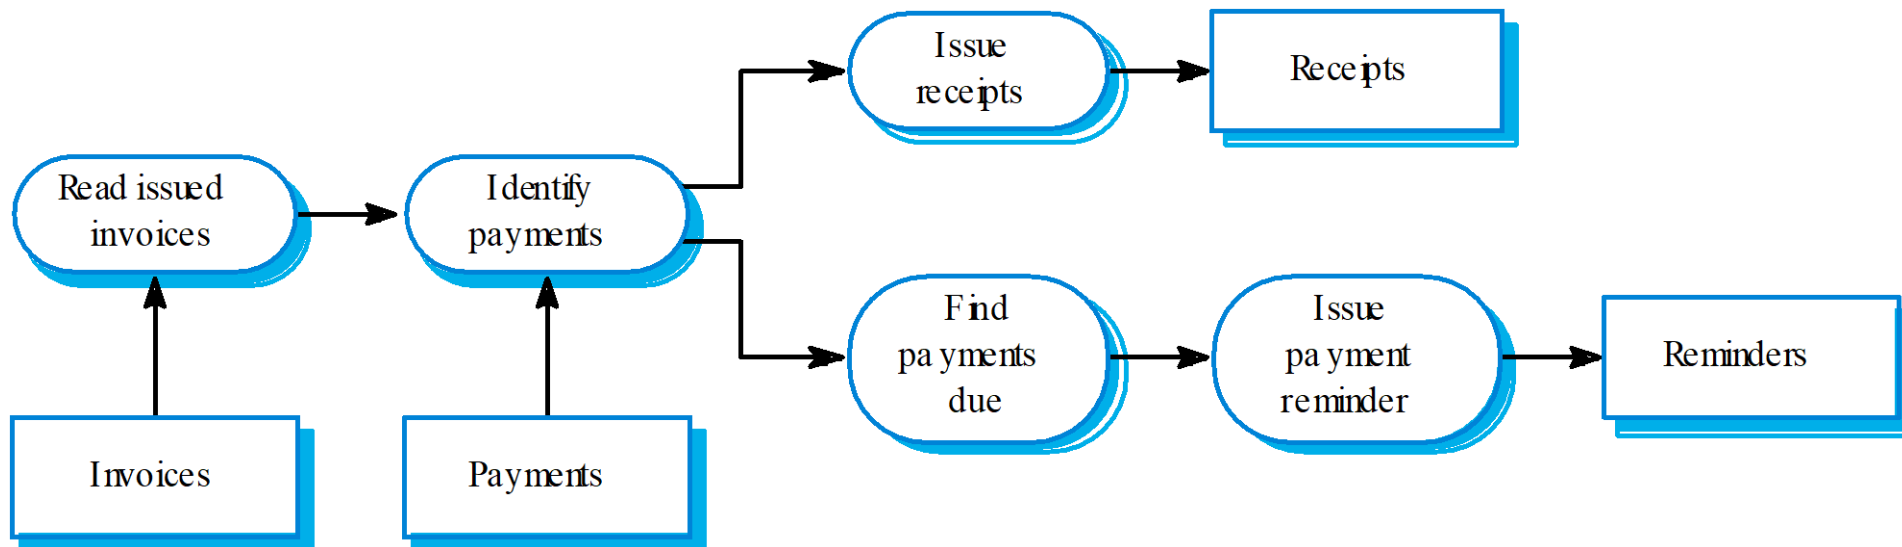 Issue
receipts
Receipts
Read issued
invoices
Identify
payments
Find
payments
due
Issue
payment
reminder
Reminders
Invoices
Payments